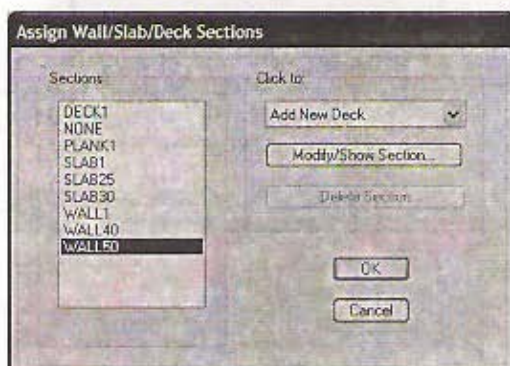 Assign Wall/Slab/Deck Sections
Sections
DECK1
NONE
PLANK1
SLAB1
SLAB25
SLAB30
WALL1
WALL40
WALL50
Click to:
Add New Deck
Modify/Show Section...
Delete Section
OK
Cancel